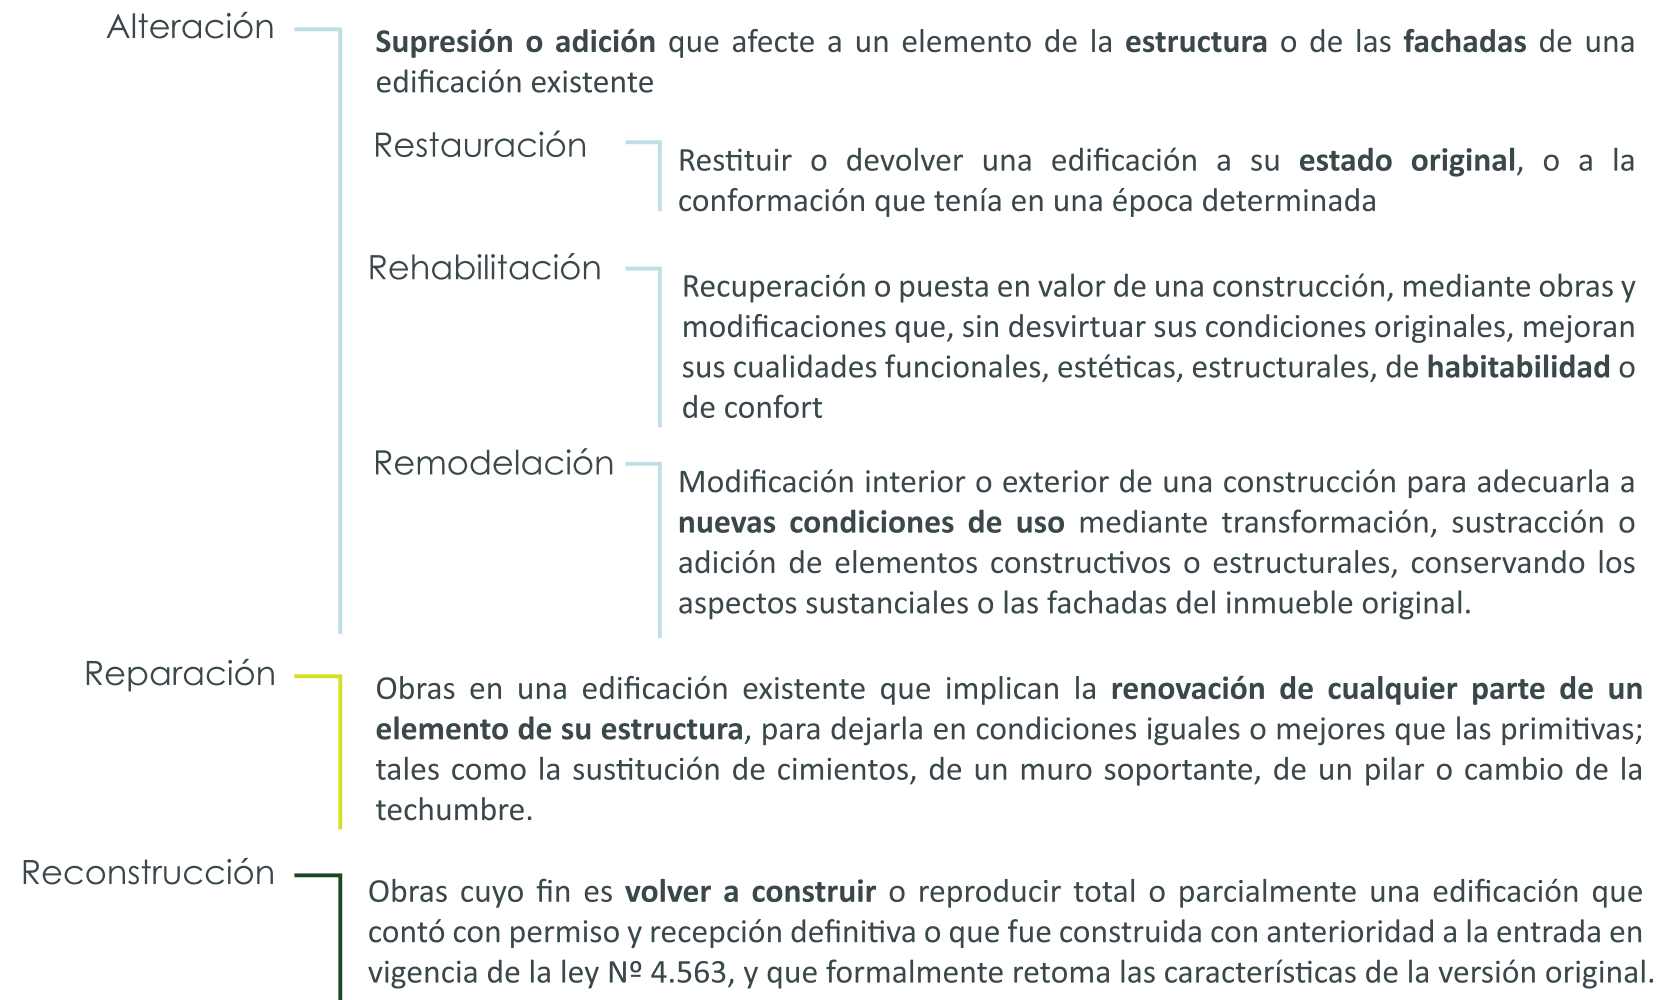 Alteración
Supresión o adición que afecte a un elemento de la estructura o de las fachadas de una
edificación existente
Restauración
Restituir o devolver una edificación a su estado original, o a la
conformación que tenía en una época determinada
Rehabilitación
Recuperación o puesta en valor de una construcción, mediante obras y
modificaciones que, sin desvirtuar sus condiciones originales, mejoran
sus cualidades funcionales, estéticas, estructurales, de habitabilidad o
de confort
Remodelación
Modificación interior o exterior de una construcción para adecuarla a
nuevas condiciones de uso mediante transformación, sustracción o
adición de elementos constructivos o estructurales, conservando los
aspectos sustanciales o las fachadas del inmueble original.
Reparación
Obras en una edificación existente que implican la renovación de cualquier parte de un
elemento de su estructura, para dejarla en condiciones iguales o mejores que las primitivas;
tales como la sustitución de cimientos, de un muro soportante, de un pilar o cambio de la
techumbre.
Reconstrucción
Obras cuyo fin es volver a construir o reproducir total o parcialmente una edificación que
contó con permiso y recepción definitiva o que fue construida con anterioridad a la entrada en
vigencia de la ley Nº 4.563, y que formalmente retoma las características de la versión original.